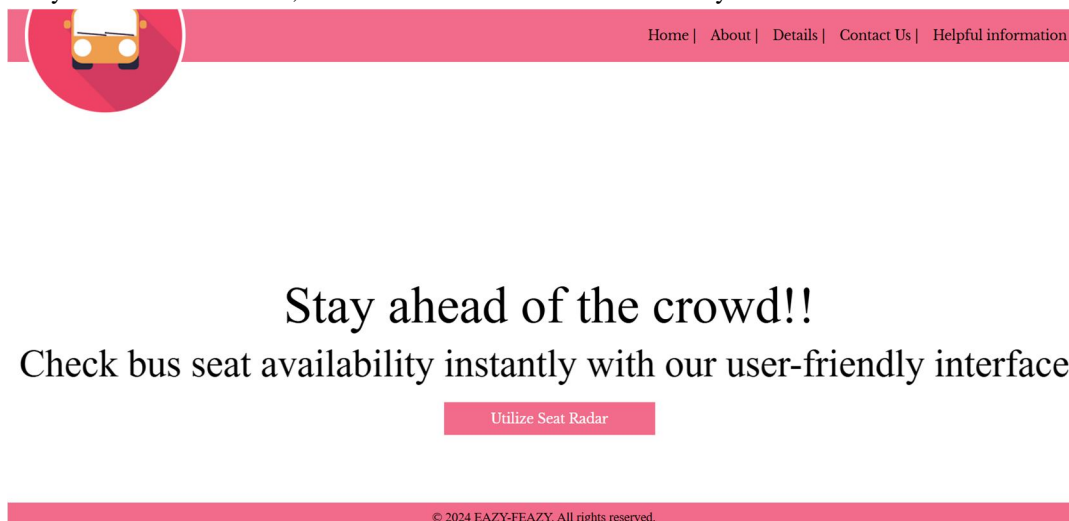 Home | About | Details | Contact Us | Helpful information
Stay ahead of the crowd!!
Check bus seat availability instantly with our user-friendly interface
Utilize Seat Radar
© 2024 EAZY-FEAZY. All rights reserved.